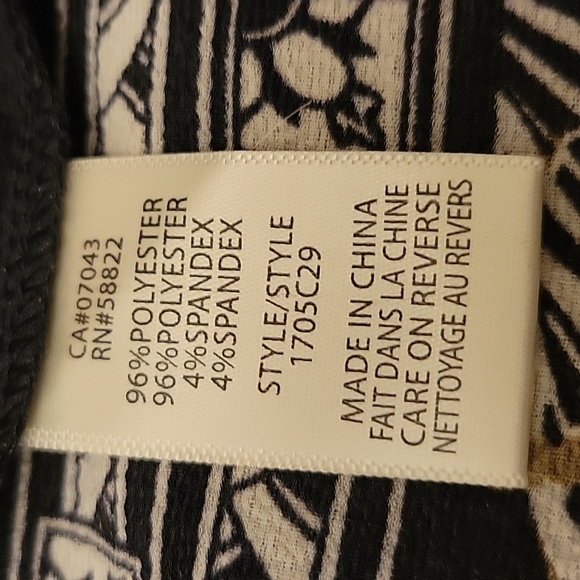 CA#07043
RN#58822
96%POLYESTER
96%POLYESTER
4%SPANDEX
4%SPANDEX
STYLE/STYLE
1705C29
MADE IN CHINA
FAIT DANS LA CHINE
CARE ON REVERSE
NETTOYAGE AU REVERS